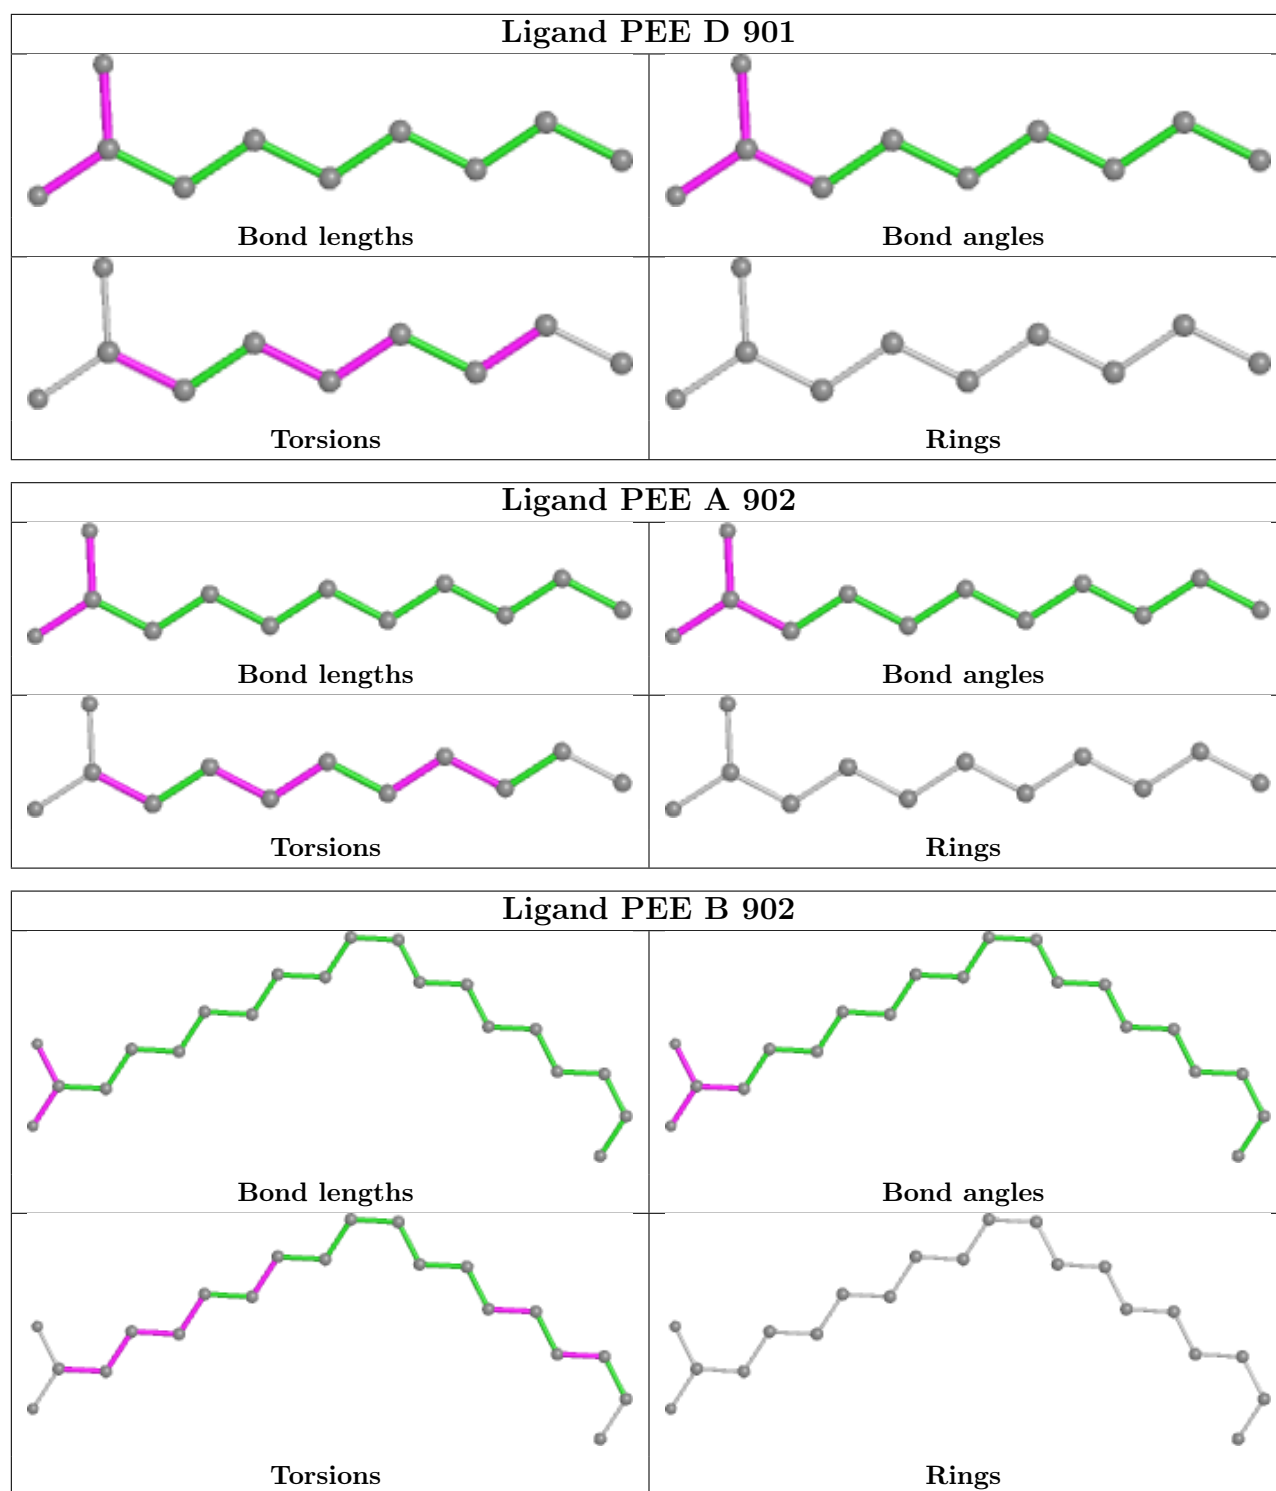 Ligand PEE D 901
Bond lengths
Bond angles
Torsions
Rings
Ligand PEE A 902
Bond lengths
Bond angles
Torsions
Rings
Ligand PEE B 902
Bond lengths
Bond angles
Torsions
Rings